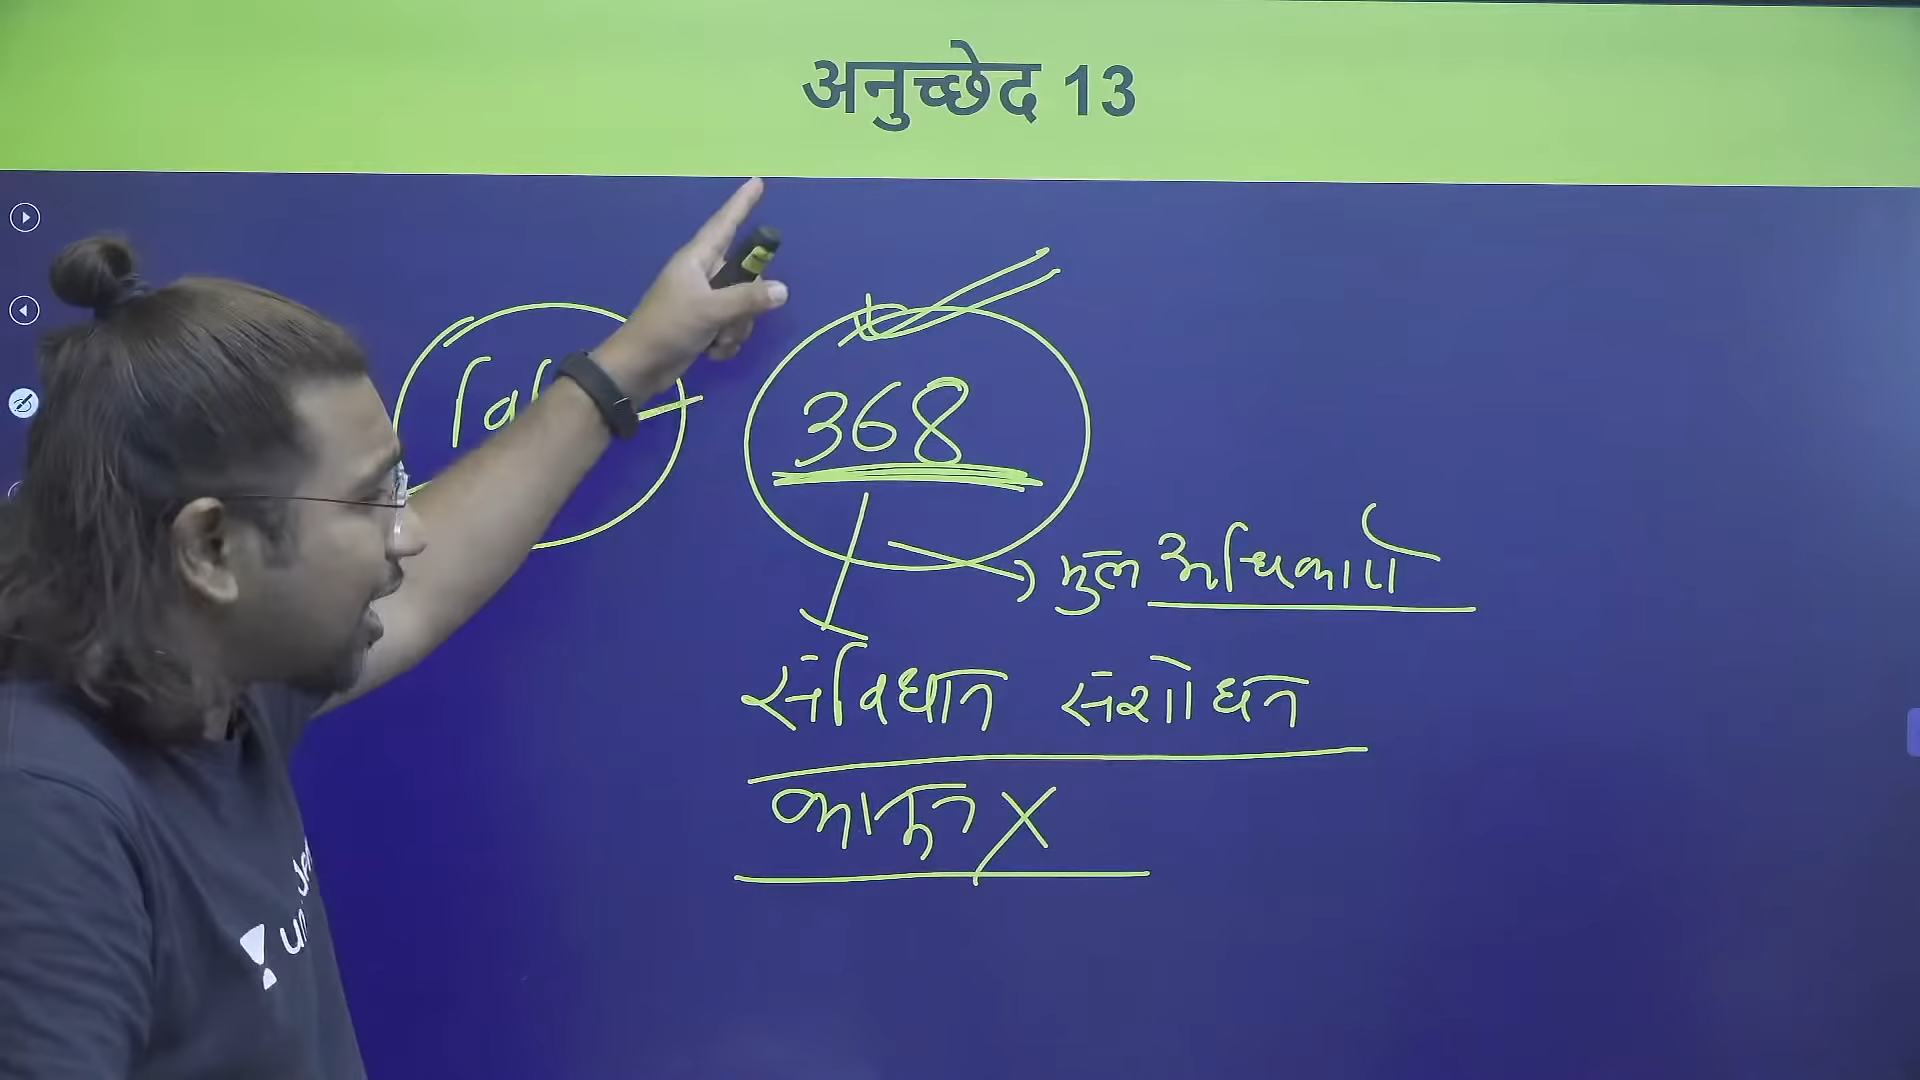 अनुच्छेद 13
368
मूल अधिकारों
संविधान संशोधन
कानून X